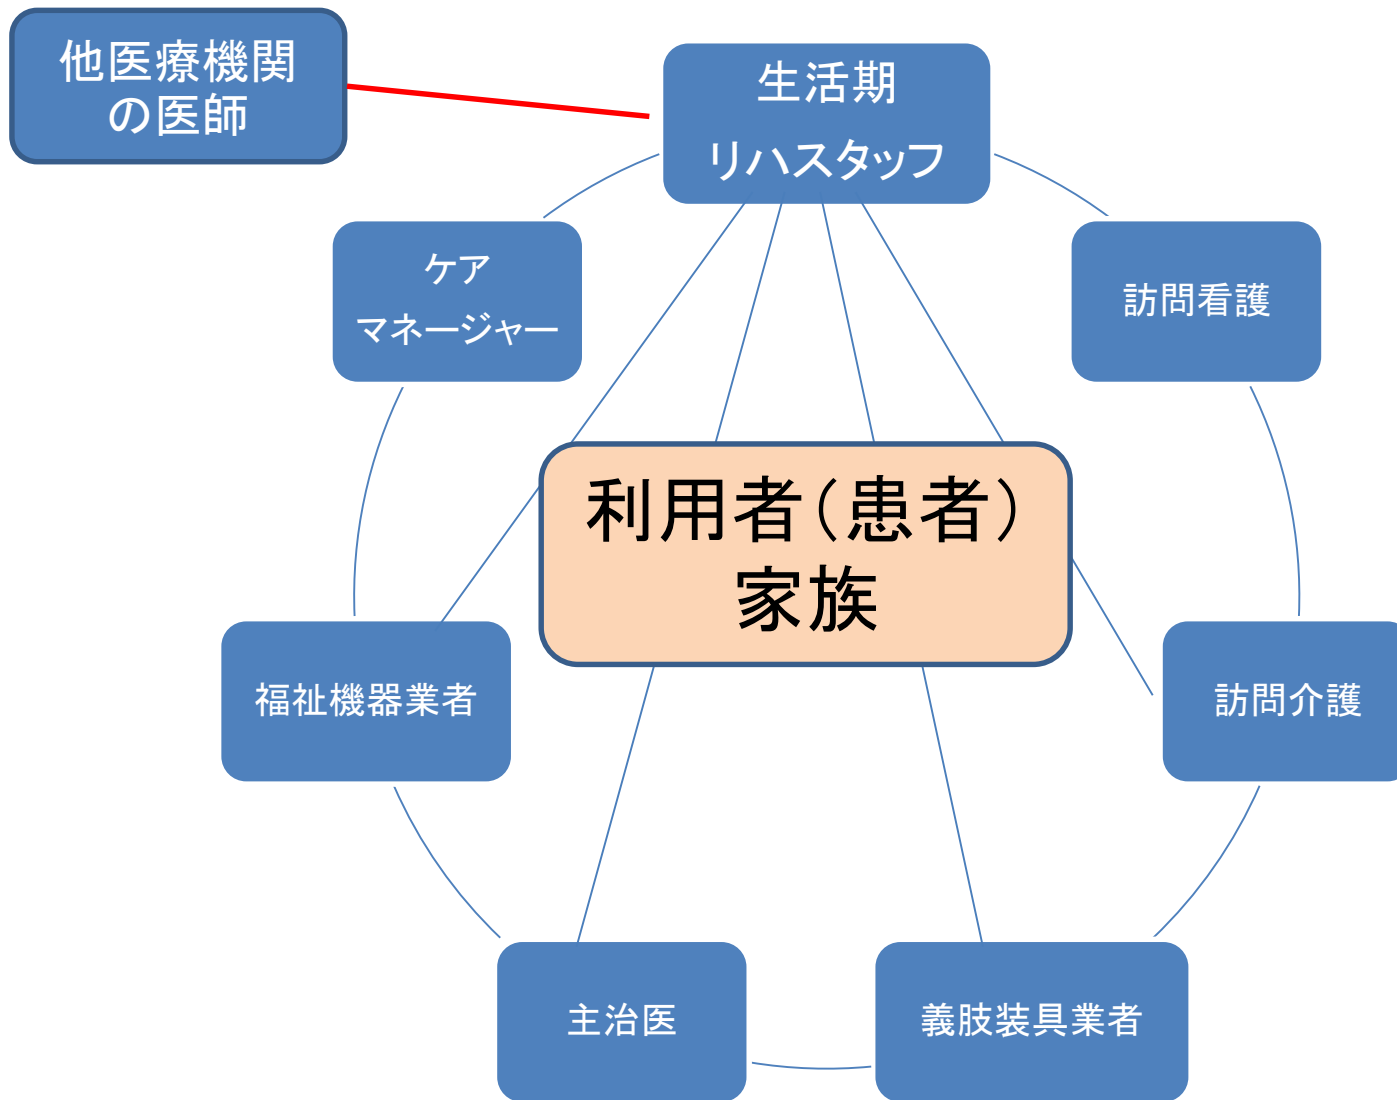 他医療機関
の医師
生活期
リハスタッフ
ケア
マネージャー
訪問看護
利用者（患者）
家族
福祉機器業者
訪問介護
主治医
義肢装具業者